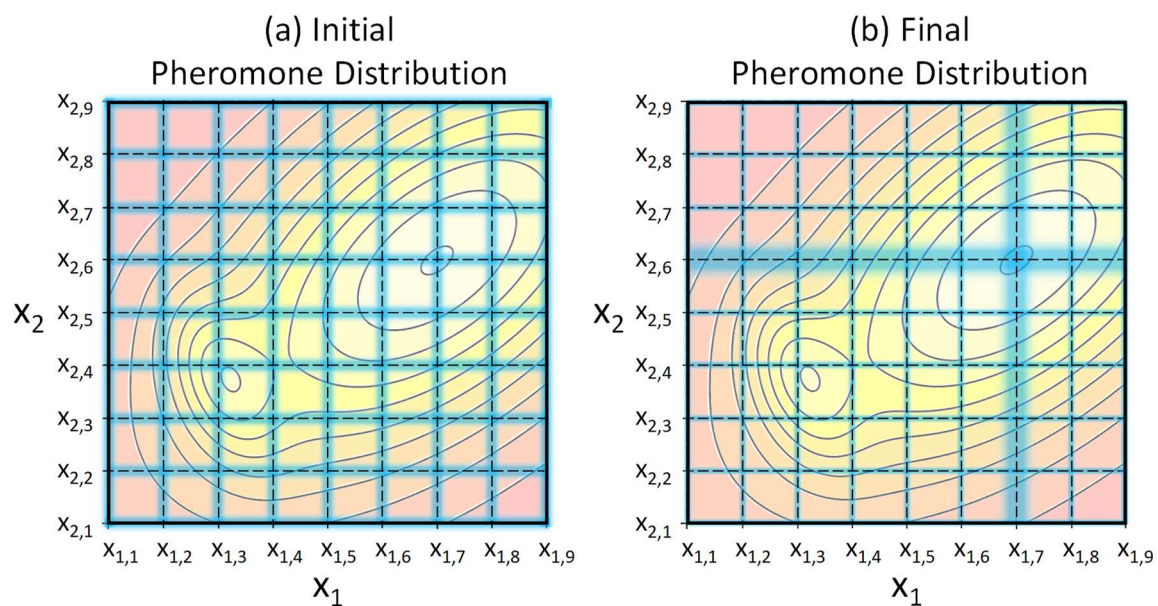 (a) Initial
Pheromone Distribution
x2,9
x2,8
x2,7
x2,6
x2,5
x2,4
x2,3
x2,2
x2,1
x2
x1,1 x1,2 x1,3 x1,4 x1,5 x1,6 x1,7 x1,8 x1,9
x1
(b) Final
Pheromone Distribution
x2,9
x2,8
x2,7
x2,6
x2,5
x2,4
x2,3
x2,2
x2,1
x2
x1,1 x1,2 x1,3 x1,4 x1,5 x1,6 x1,7 x1,8 x1,9
x1